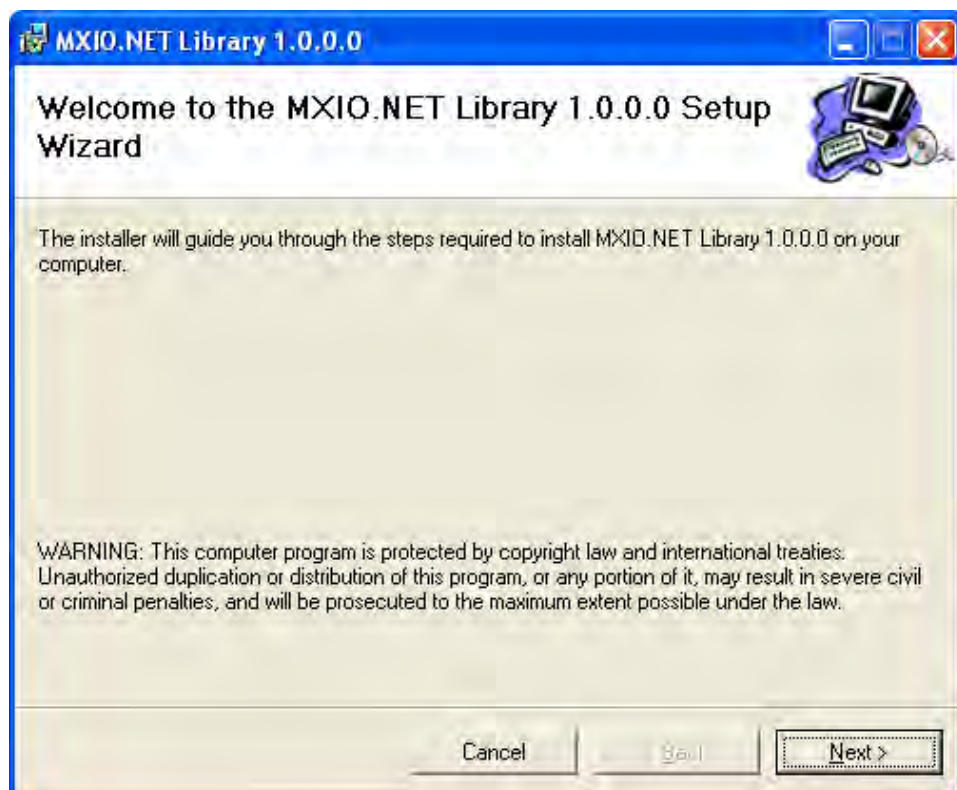 MXIO.NET Library 1.0.0.0
Welcome to the MXIO.NET Library 1.0.0.0 Setup
Wizard
The installer will guide you through the steps required to install MXIO.NET Library 1.0.0.0 on your
computer.
WARNING: This computer program is protected by copyright law and international treaties.
Unauthorized duplication or distribution of this program, or any portion of it, may result in severe civil
or criminal penalties, and will be prosecuted to the maximum extent possible under the law.
Cancel
Next >